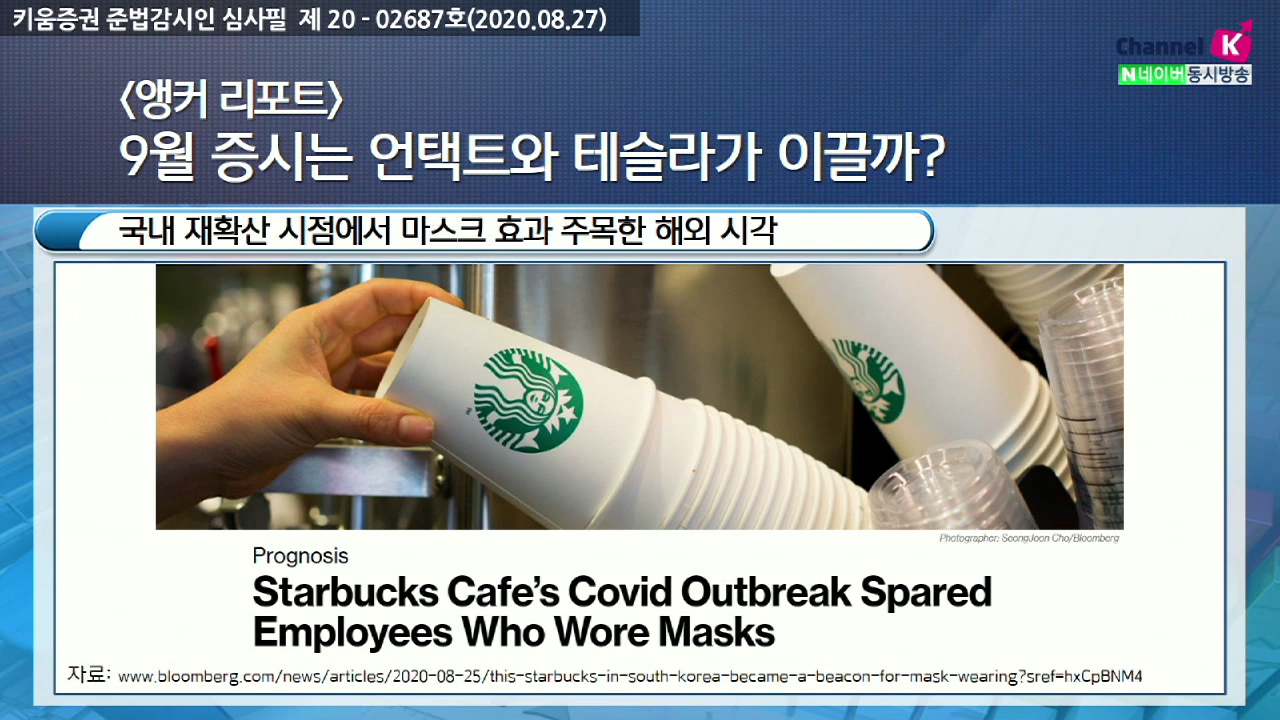 키움증권 준법감시인 심사필 제 20 - 02687호(2020.08.27)
Channel K
N 네이버 동시방송
<앵커 리포트>
9월 증시는 언택트와 테슬라가 이끌까?
국내 재확산 시점에서 마스크 효과 주목한 해외 시각
TM
Photographer: SeongJoon Cho/Bloomberg
Prognosis
Starbucks Cafe's Covid Outbreak Spared
Employees Who Wore Masks
자료: www.bloomberg.com/news/articles/2020-08-25/this-starbucks-in-south-korea-became-a-beacon-for-mask-wearing?sref=hxCpBNM4